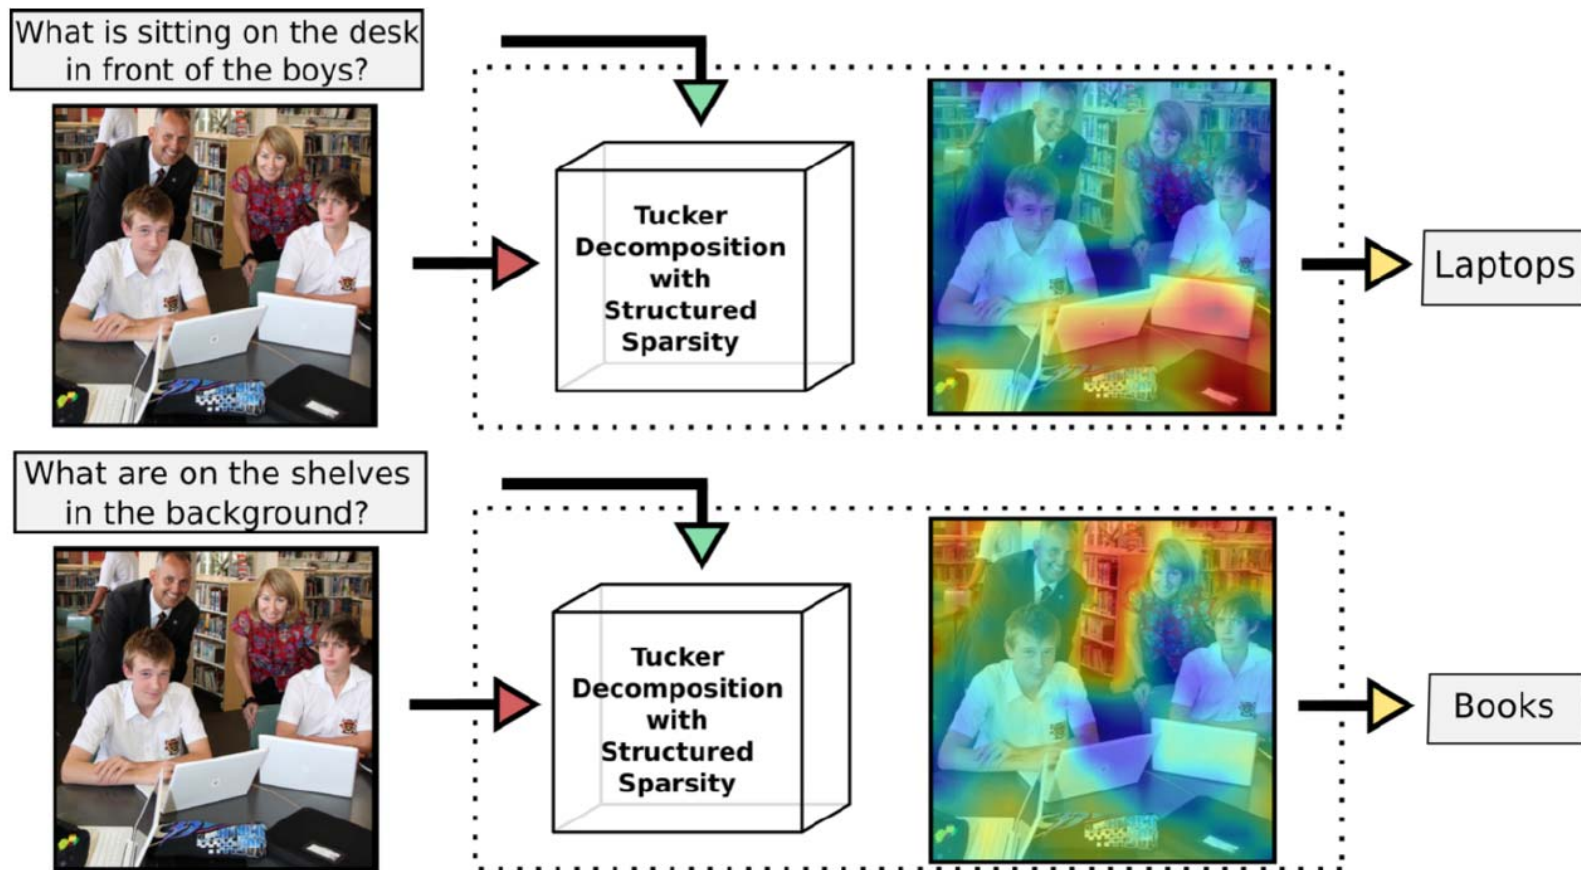 What is sitting on the desk
in front of the boys?
Tucker
Decomposition
with
Structured
Sparsity
Laptops
What are on the shelves
in the background?
Tucker
Decomposition
with
Structured
Sparsity
Books